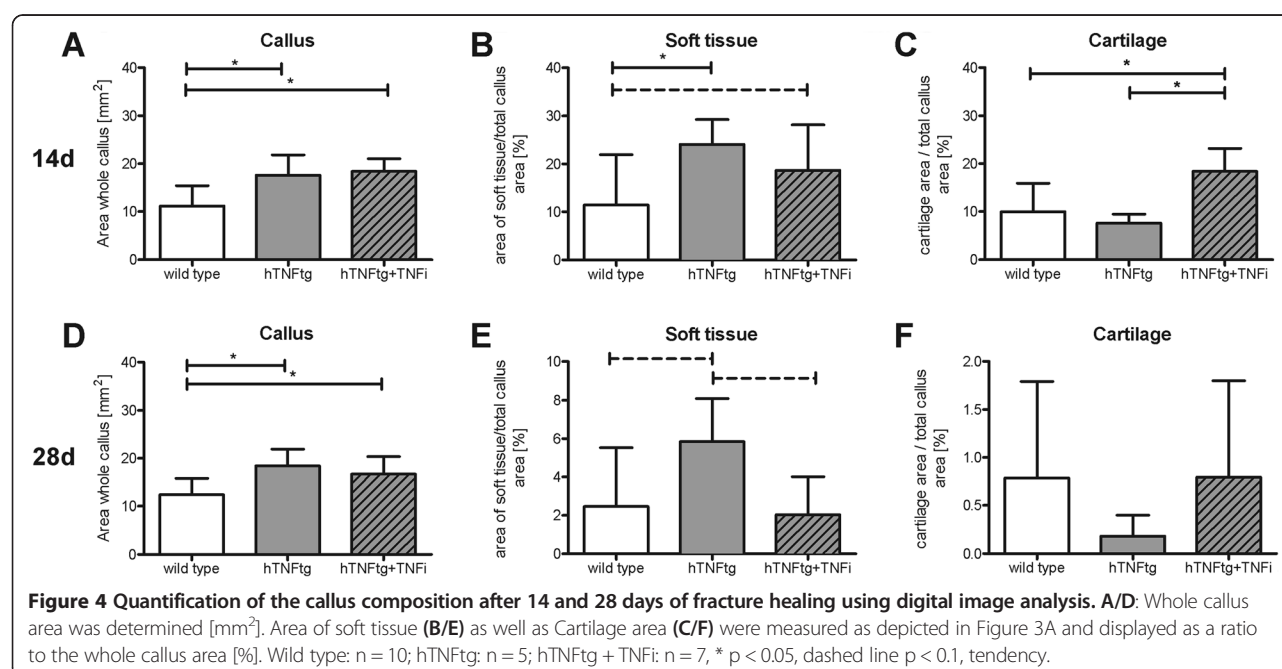 A
Callus
Area whole callus [mm²]
40
30
20
10
0
*
*
wild type
hTNFtg
hTNFtg+TNFi
B
Soft tissue
area of soft tissue/total callus
area [%]
40
30
20
10
0
*
wild type
hTNFtg
hTNFtg+TNFi
C
Cartilage
cartilage area / total callus
area [%]
40
30
20
10
0
*
*
wild type
hTNFtg
hTNFtg+TNFi
14d
D
Callus
Area whole callus [mm²]
40
30
20
10
0
*
*
wild type
hTNFtg
hTNFtg+TNFi
E
Soft tissue
area of soft tissue/total callus
area [%]
10
8
6
4
2
0
wild type
hTNFtg
hTNFtg+TNFi
F
Cartilage
cartilage area / total callus
area [%]
2.0
1.5
1.0
0.5
0.0
wild type
hTNFtg
hTNFtg+TNFi
28d
Figure 4 Quantification of the callus composition after 14 and 28 days of fracture healing using digital image analysis. A/D: Whole callus
area was determined [mm²]. Area of soft tissue (B/E) as well as Cartilage area (C/F) were measured as depicted in Figure 3A and displayed as a ratio
to the whole callus area [%]. Wild type: n = 10; hTNFtg: n = 5; hTNFtg + TNFi: n = 7, * p < 0.05, dashed line p < 0.1, tendency.